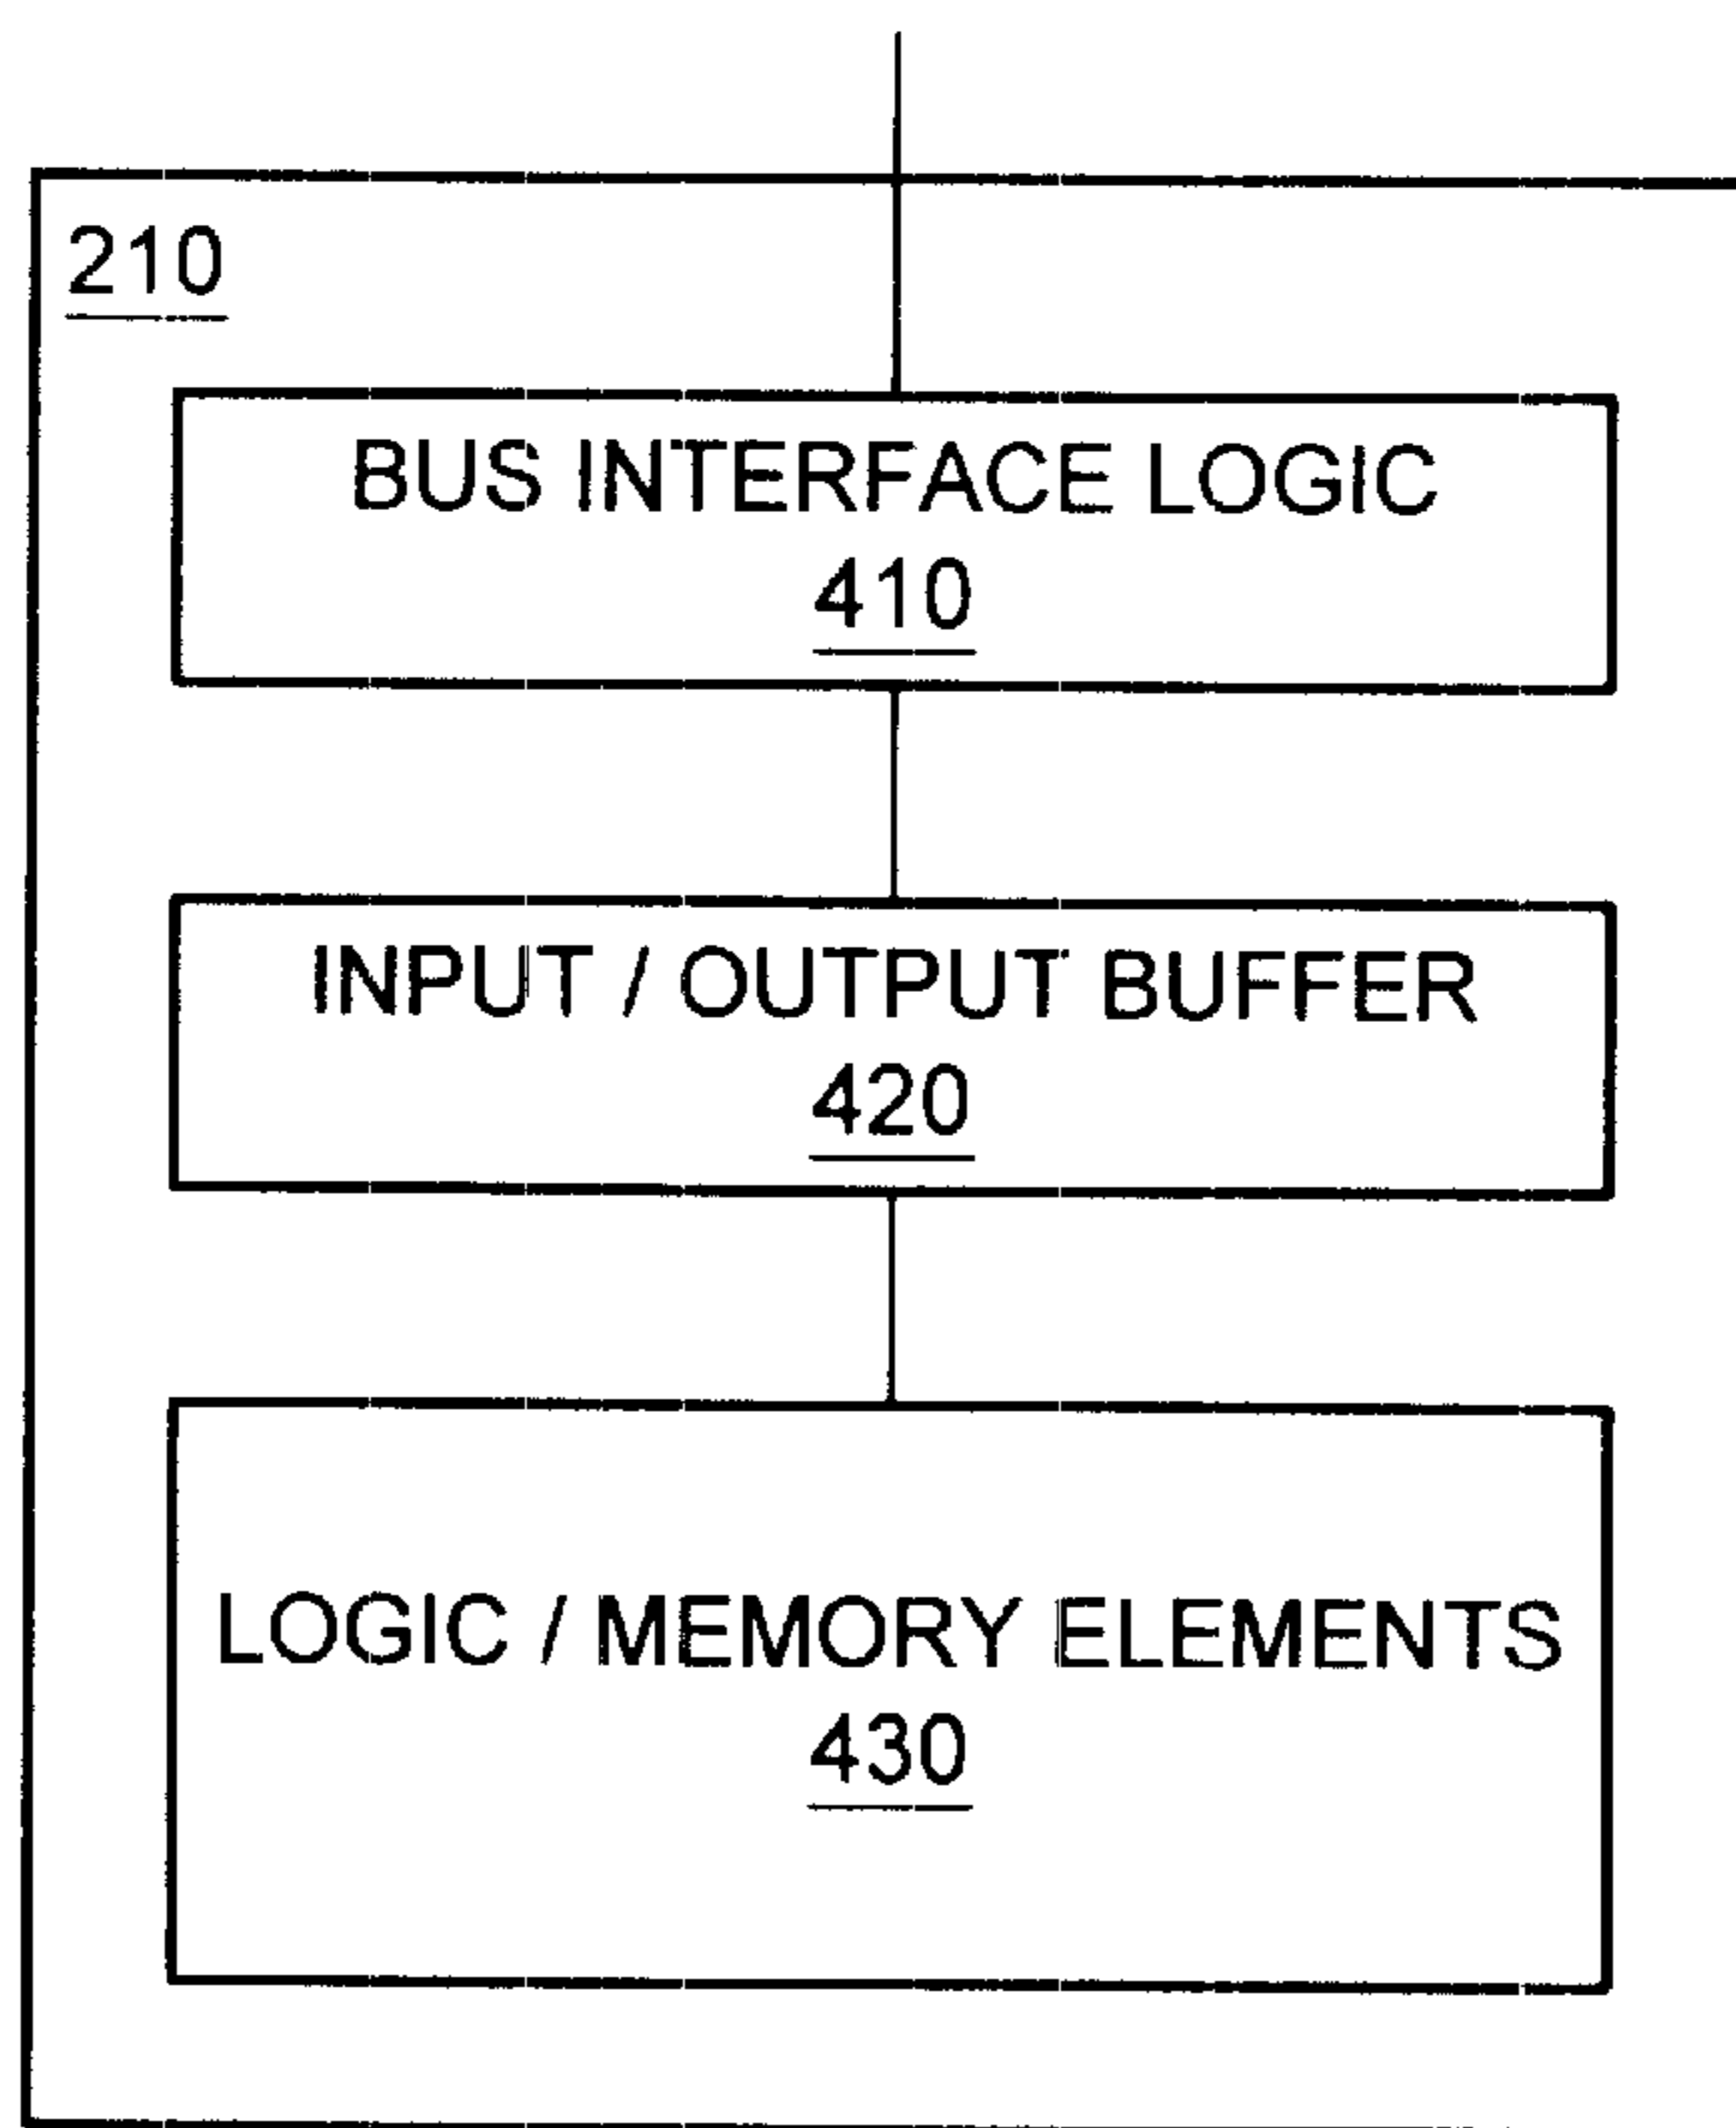 210
BUS INTERFACE LOGIC
410
INPUT / OUTPUT BUFFER
420
LOGIC / MEMORY ELEMENTS
430